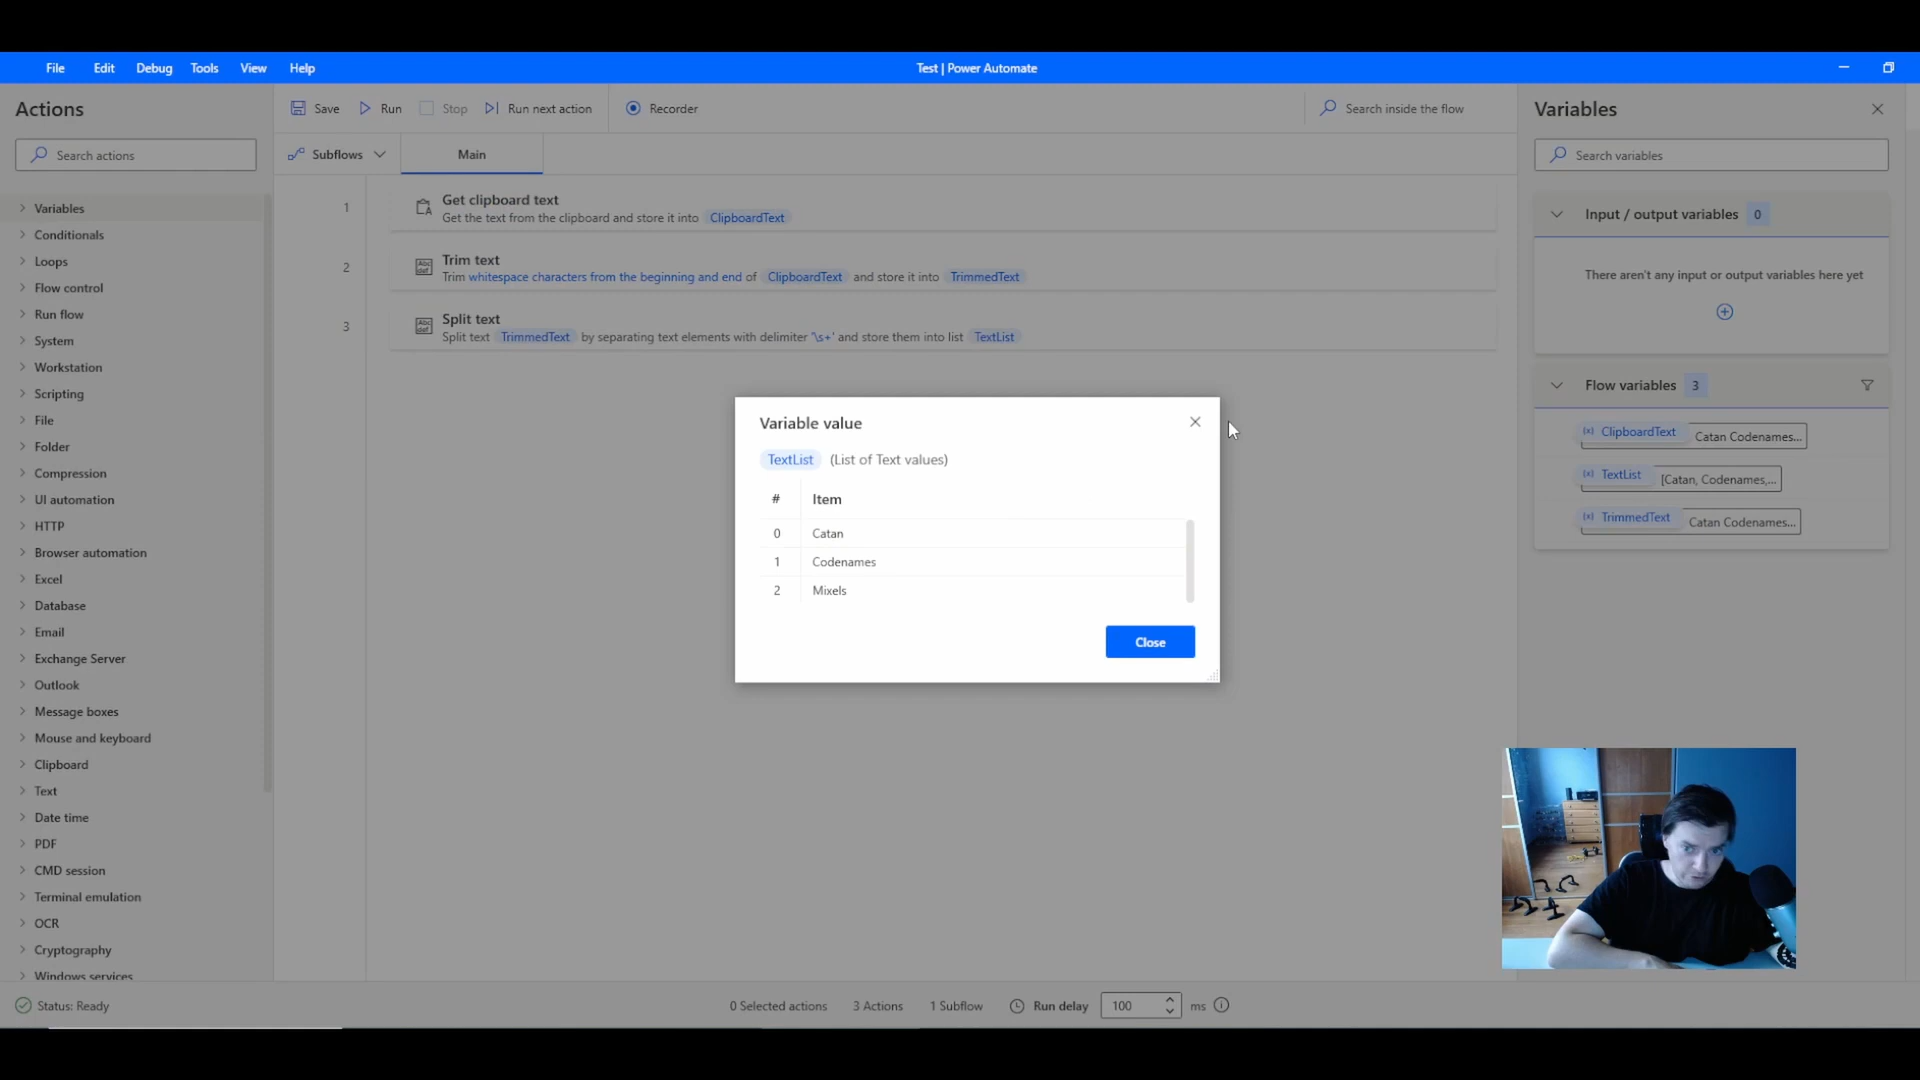 File Edit Debug Tools View Help Test | Power Automate
Actions
Save Run Stop Run next action Recorder Search inside the flow
Variables
Search actions
Subflows Main
Search variables
Variables
Conditionals
Loops
Flow control
Run flow
System
Workstation
Scripting
File
Folder
Compression
UI automation
HTTP
Browser automation
Excel
Database
Email
Exchange Server
Outlook
Message boxes
Mouse and keyboard
Clipboard
Text
Date time
PDF
CMD session
Terminal emulation
OCR
Cryptography
Windows services
1 Get clipboard text
Get the text from the clipboard and store it into ClipboardText
2 Trim text
Trim whitespace characters from the beginning and end of ClipboardText and store it into TrimmedText
3 Split text
Split text TrimmedText by separating text elements with delimiter '\s+' and store them into list TextList
Variable value
TextList (List of Text values)
# Item
0 Catan
1 Codenames
2 Mixels
Close
Input / output variables 0
There aren't any input or output variables here yet
Flow variables 3
{x} ClipboardText Catan Codenames...
{x} TextList [Catan, Codenames,...
{x} TrimmedText Catan Codenames...
Status: Ready 0 Selected actions 3 Actions 1 Subflow Run delay 100 ms